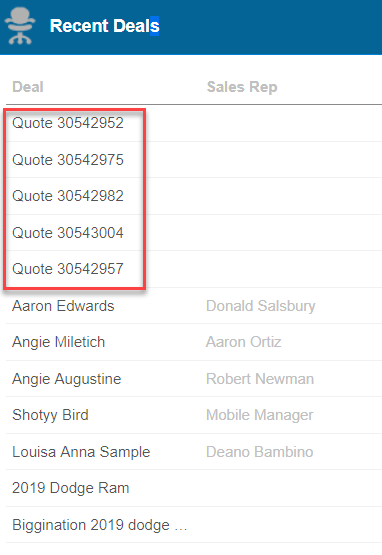 Recent Deals
Deal Sales Rep
Quote 30542952
Quote 30542975
Quote 30542982
Quote 30543004
Quote 30542957
Aaron Edwards Donald Salsbury
Angie Miletich Aaron Ortiz
Angie Augustine Robert Newman
Shotyy Bird Mobile Manager
Louisa Anna Sample Deano Bambino
2019 Dodge Ram
Biggination 2019 dodge ...